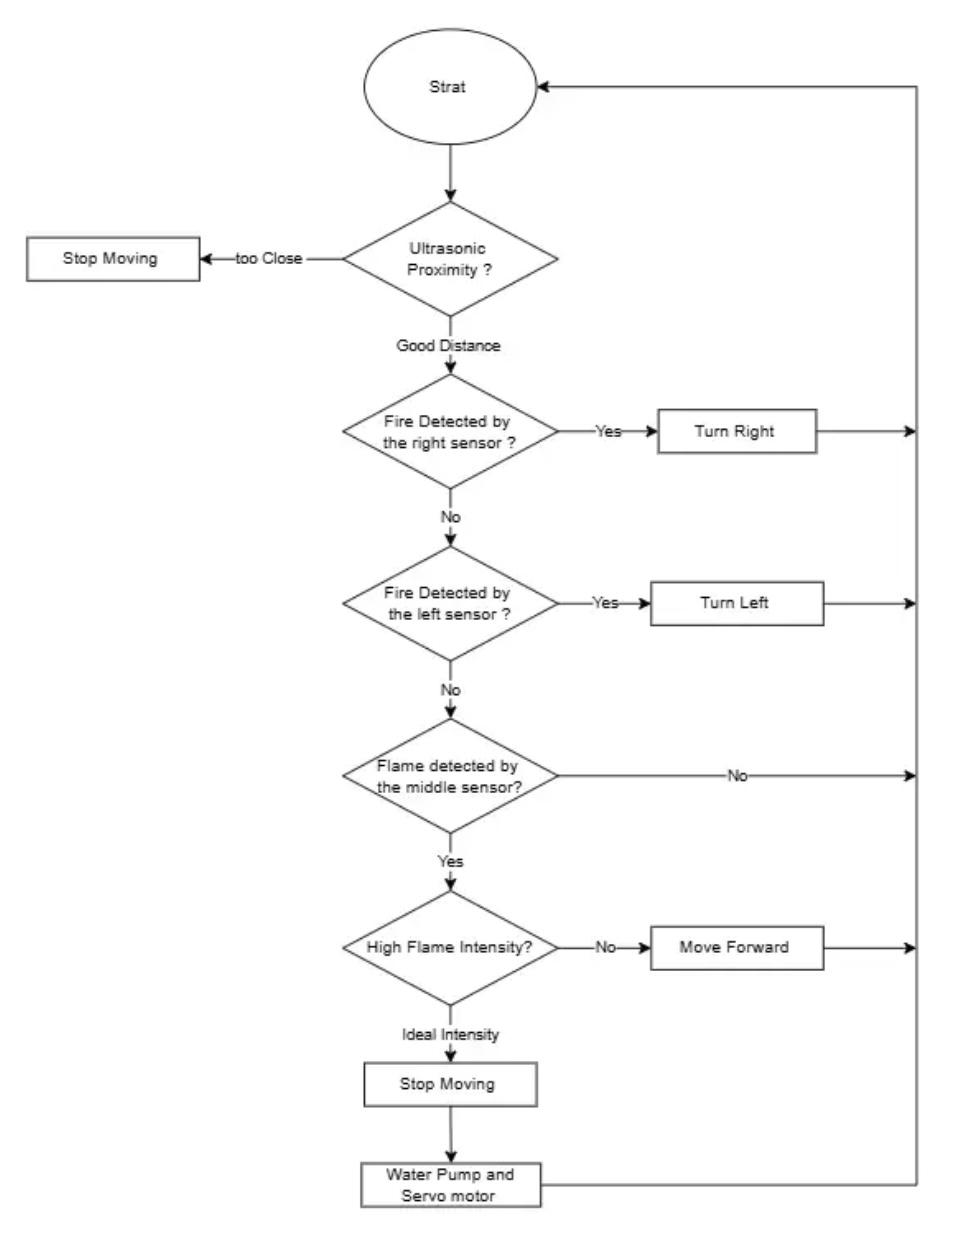 Strat
Ultrasonic
Proximity ?
too Close
Stop Moving
Good Distance
Fire Detected by
the right sensor ?
Yes
Turn Right
No
Fire Detected by
the left sensor ?
Yes
Turn Left
No
Flame detected by
the middle sensor?
No
Yes
High Flame Intensity?
No
Move Forward
Ideal Intensity
Stop Moving
Water Pump and
Servo motor